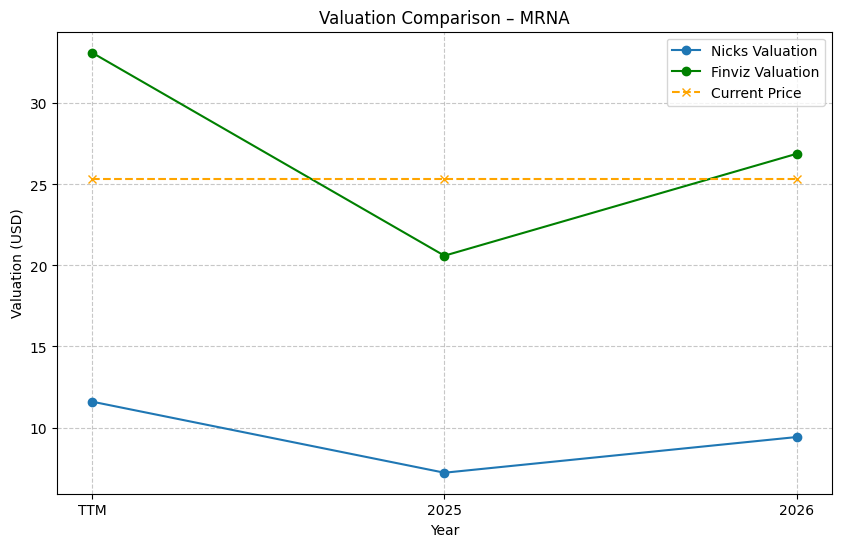 Valuation Comparison – MRNA
Nicks Valuation
Finviz Valuation
Current Price
Valuation (USD)
30
25
20
15
10
TTM
2025
2026
Year